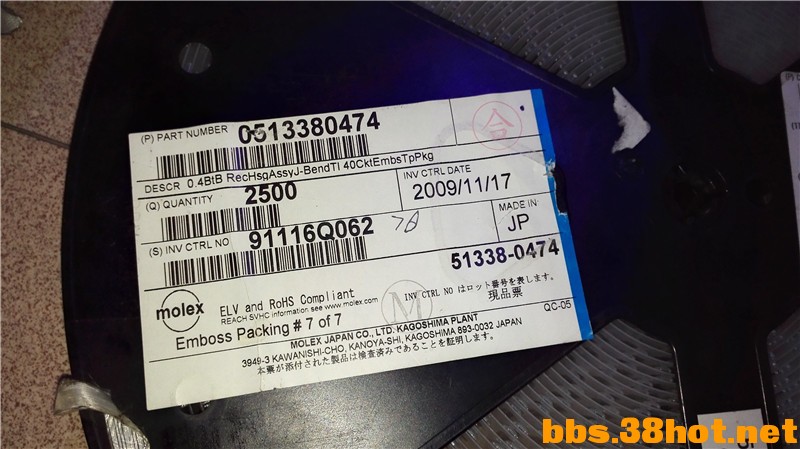 (P) PART NUMBER 0513380474
合
DESCR 0.4BtB RecHsgAssyJ-BendTl 40CktEmbsTpPkg
(Q) QUANTITY 2500
INV CTRL DATE
2009/11/17
(S) INV CTRL NO 91116Q062
MADE IN:
JP
51338-0474
molex
ELV and RoHS Compliant
REACH SVHC information see www.molex.com
M
INV CTRL NO はロット番号を表します。
現品票
Emboss Packing # 7 of 7
QC-05
MOLEX JAPAN CO., LTD. KAGOSHIMA PLANT
3949-3 KAWANISHI-CHO, KANOYA-SHI, KAGOSHIMA 893-0032 JAPAN
本票が添付された製品は検査済みであることを証明します。
bbs.38hot.net